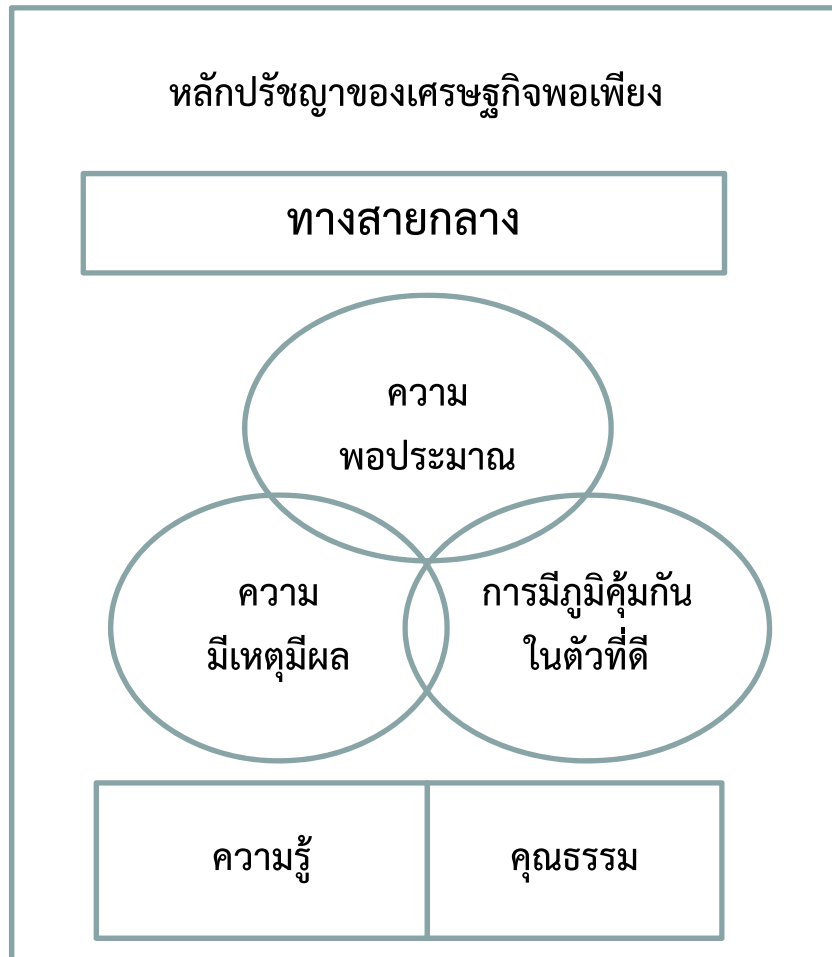 หลักปรัชญาของเศรษฐกิจพอเพียง
ทางสายกลาง
ความ
พอประมาณ
ความ
มีเหตุมีผล
การมีภูมิคุ้มกัน
ในตัวที่ดี
ความรู้
คุณธรรม